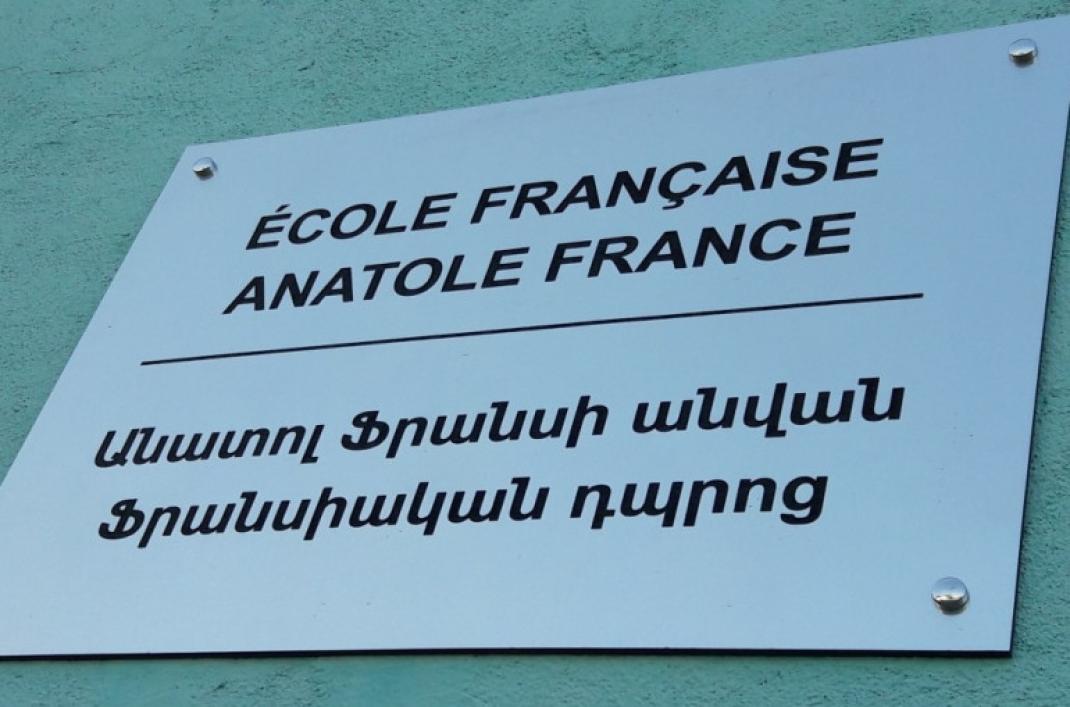 ÉCOLE FRANÇAISE
ANATOLE FRANCE
Անատոլ Ֆրանսի անվան
Ֆրանսիական դպրոց